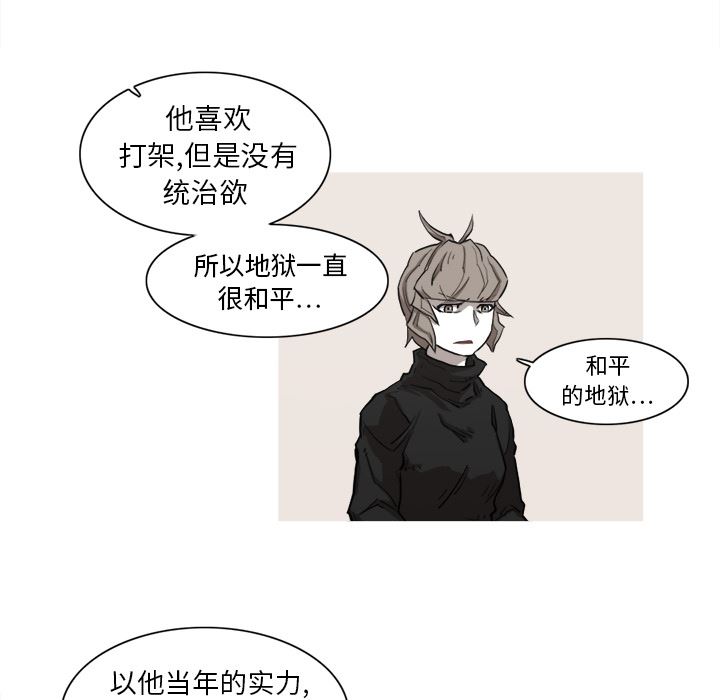 他喜欢
打架,但是没有
统治欲
所以地狱一直
很和平...
和平
的地狱...
以他当年的实力,